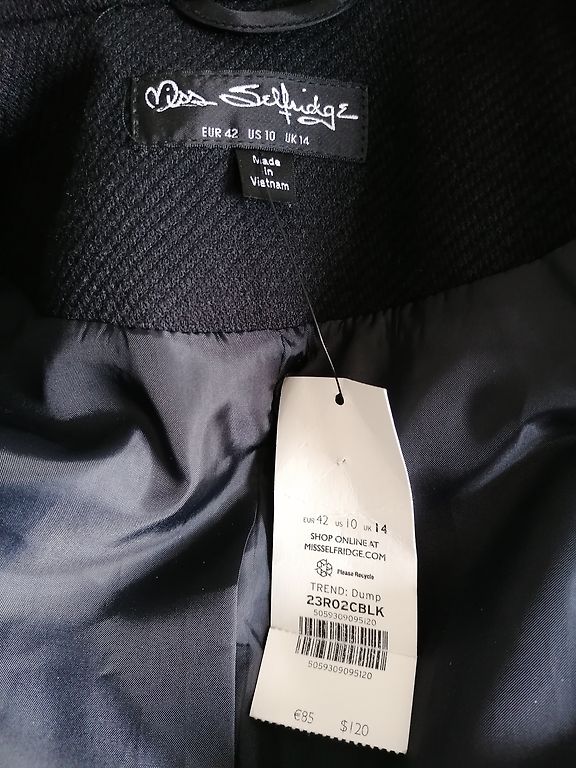 Miss Selfridge
EUR 42 US 10 UK 14
Made
in
Vietnam
EUR 42 US 10 UK 14
SHOP ONLINE AT
MISSSELFRIDGE.COM
Please Recycle
TREND: Dump
23R02CBLK
5059309095120
5059309095120
€85 $120